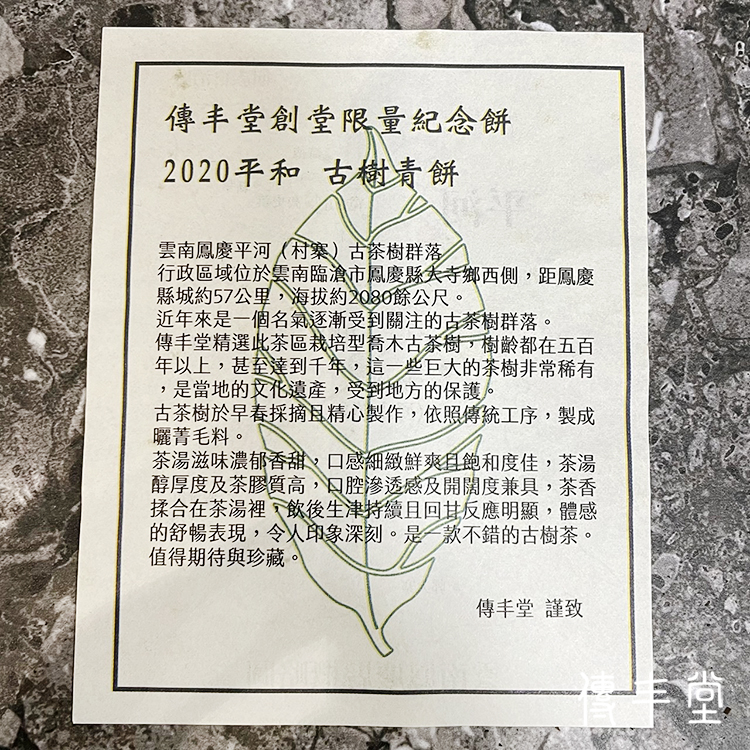 傳丰堂創堂限量紀念餅
2020平和 古樹青餅
雲南鳳慶平河（村寨）古茶樹群落
行政區域位於雲南臨滄市鳳慶縣大寺鄉西側，距鳳慶
縣城約57公里，海拔約2080餘公尺。
近年來是一個名氣逐漸受到關注的古茶樹群落。
傳丰堂精選此茶區栽培型喬木古茶樹，樹齡都在五百
年以上，甚至達到千年，這一些巨大的茶樹非常稀有
，是當地的文化遺產，受到地方的保護。
古茶樹於早春採摘且精心製作，依照傳統工序，製成
曬菁毛料。
茶湯滋味濃郁香甜，口感細緻鮮爽且飽和度佳，茶湯
醇厚度及茶膠質高，口腔滲透感及開闊度兼具，茶香
揉合在茶湯裡，飲後生津持續且回甘反應明顯，體感
的舒暢表現，令人印象深刻。是一款不錯的古樹茶。
值得期待與珍藏。
傳丰堂 謹致
傳丰堂